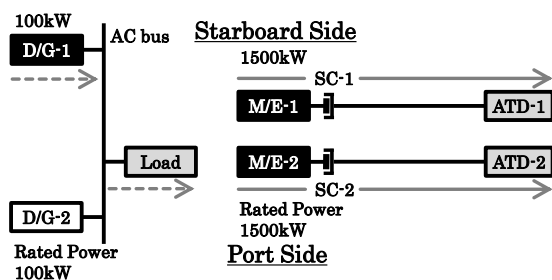 100kW
D/G-1
AC bus
Load
D/G-2
Rated Power
100kW
Starboard Side
1500kW
SC-1
M/E-1
ATD-1
M/E-2
ATD-2
SC-2
Rated Power
1500kW
Port Side